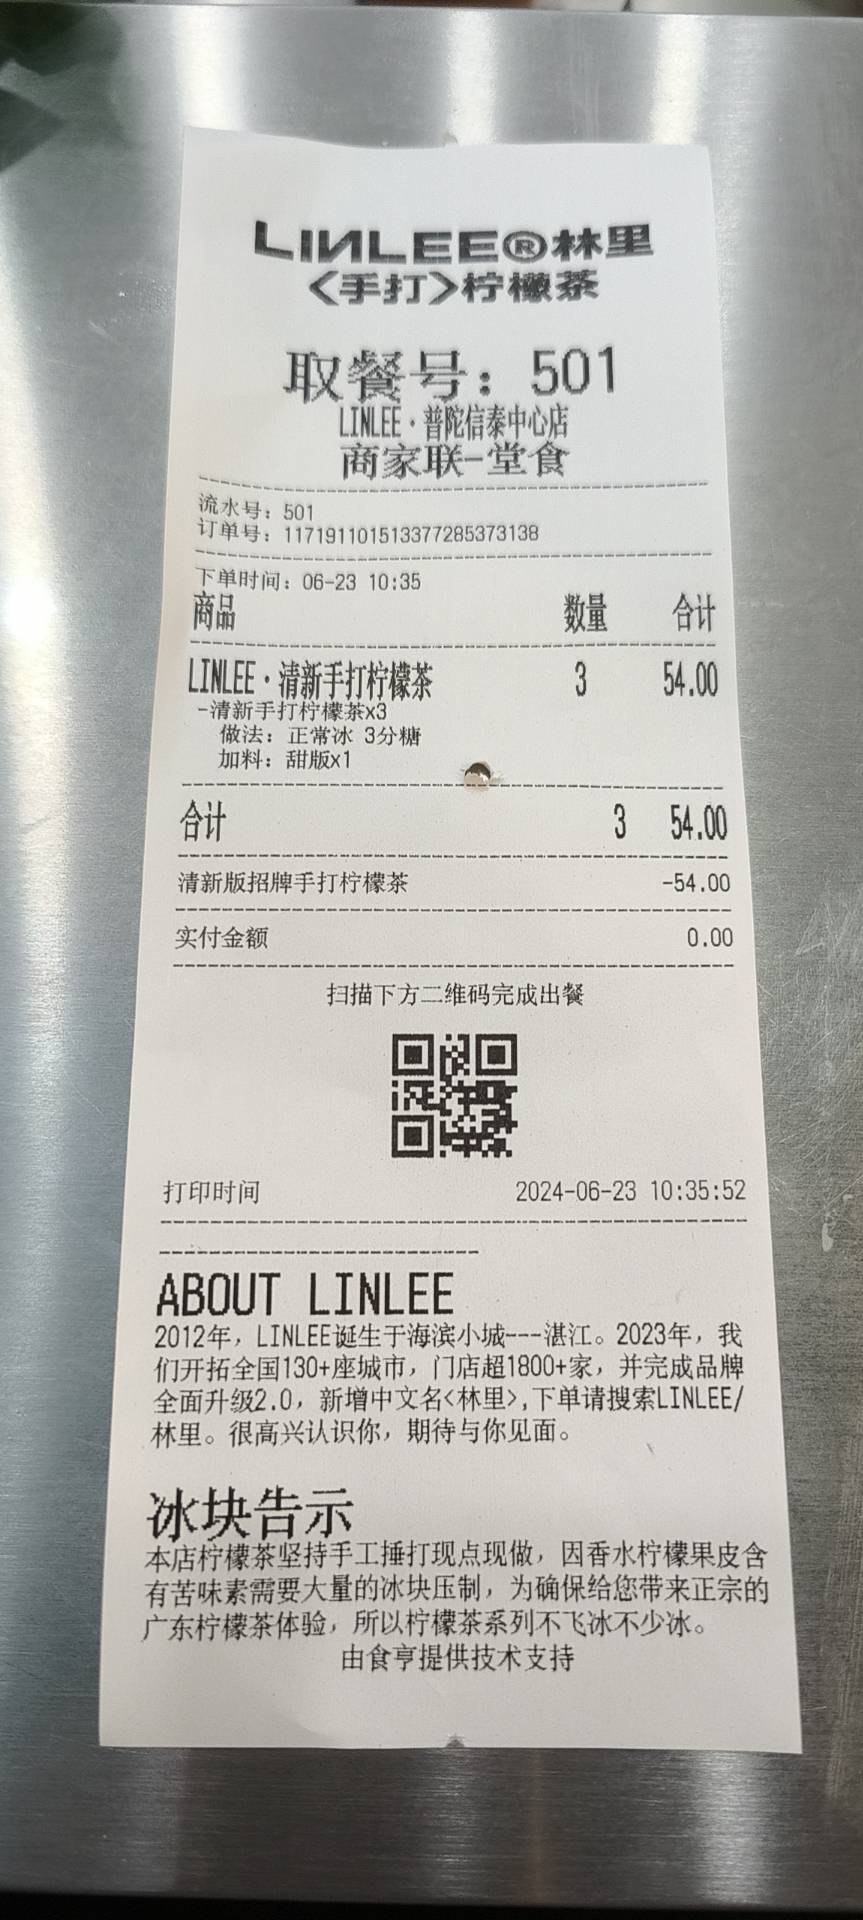 LINLEE®林里
<手打>柠檬茶
取餐号：501
LINLEE·普陀信泰中心店
商家联-堂食
流水号：501
订单号：117191101513377285373138
下单时间：06-23 10:35
商品 数量 合计
LINLEE·清新手打柠檬茶 3 54.00
-清新手打柠檬茶x3
做法：正常冰 3分糖
加料：甜版x1
合计 3 54.00
清新版招牌手打柠檬茶 -54.00
实付金额 0.00
扫描下方二维码完成出餐
打印时间 2024-06-23 10:35:52
ABOUT LINLEE
2012年，LINLEE诞生于海滨小城---湛江。2023年，我
们开拓全国130+座城市，门店超1800+家，并完成品牌
全面升级2.0，新增中文名<林里>,下单请搜索LINLEE/
林里。很高兴认识你，期待与你见面。
冰块告示
本店柠檬茶坚持手工捶打现点现做，因香水柠檬果皮含
有苦味素需要大量的冰块压制，为确保给您带来正宗的
广东柠檬茶体验，所以柠檬茶系列不飞冰不少冰。
由食亨提供技术支持